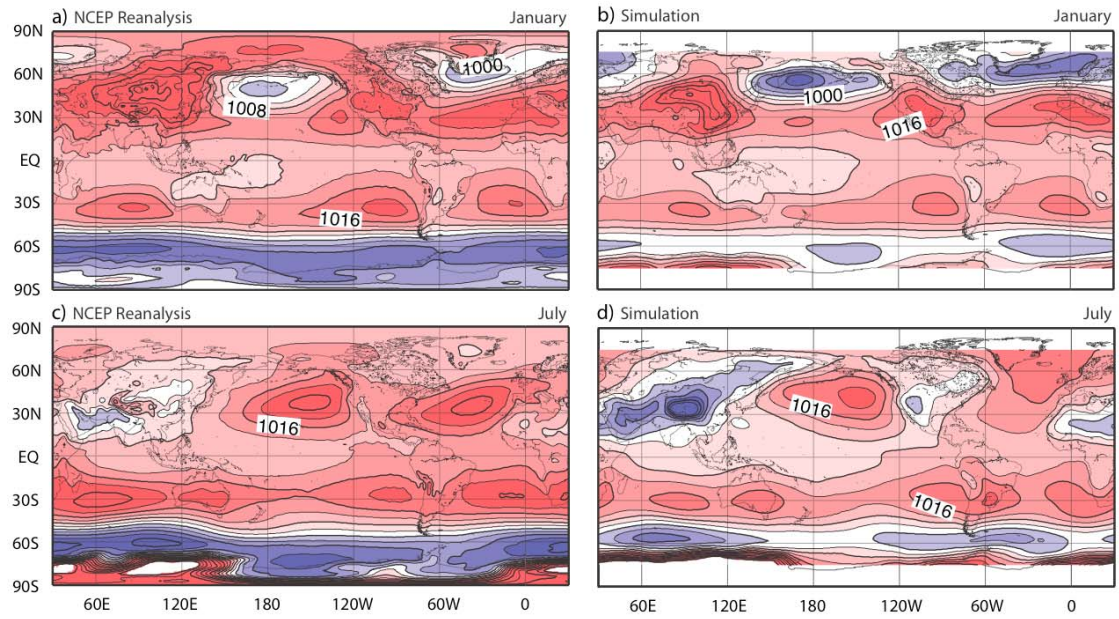 a) NCEP Reanalysis January
b) Simulation January
90N
60N
30N
EQ
30S
60S
90S
1008
1000
1016
1000
1016
c) NCEP Reanalysis July
d) Simulation July
90N
60N
30N
EQ
30S
60S
90S
1016
1016
1016
60E 120E 180 120W 60W 0
60E 120E 180 120W 60W 0